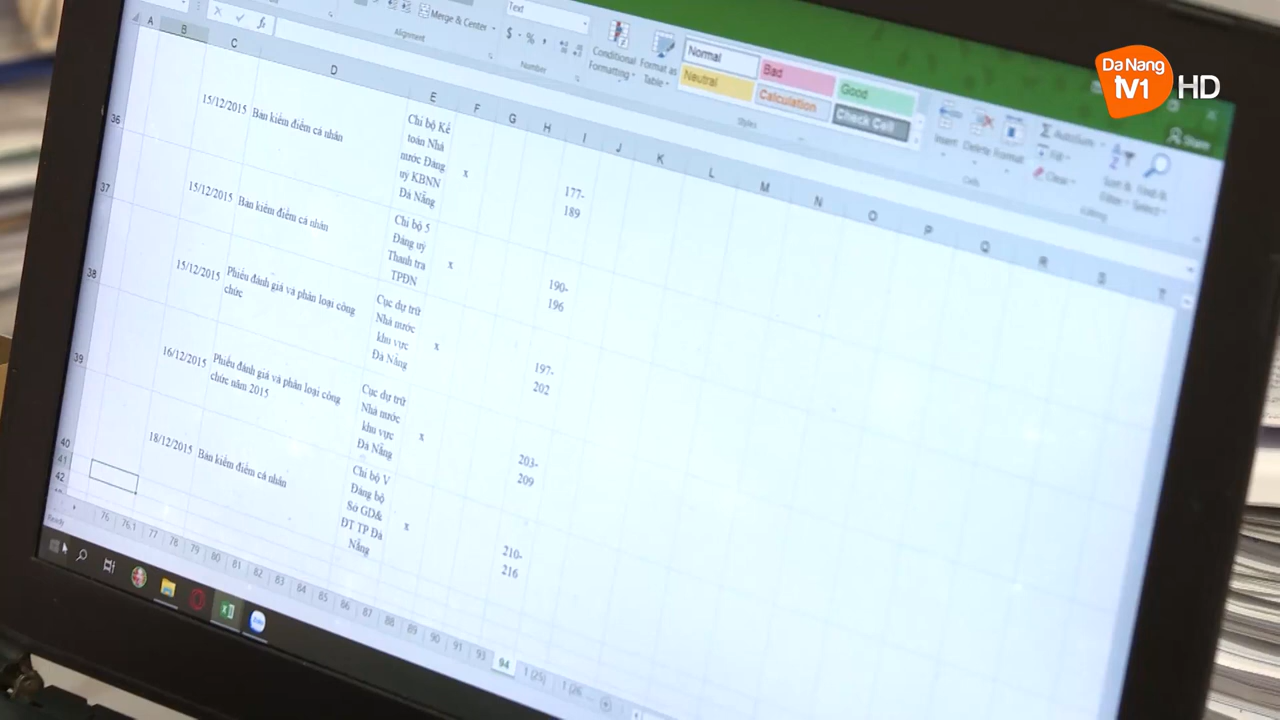 Da Nang
TV1 HD
Text
Merge & Center
Alignment
$ % ,
Number
Conditional
Formatting
Format as
Table
Normal
Bad
Good
Neutral
Calculation
Check Cell
Styles
Insert Delete Format
Cells
AutoSum
Fill
Clear
Sort & Find &
Filter Select
Editing
Share
fx
A B C D E F G H I J K L M N O P Q R S T
36
15/12/2015 Bản kiểm điểm cá nhân
Chi bộ Kế
toán Nhà
nước Đảng
uỷ KBNN
Đà Nẵng
x
177-
189
37
15/12/2015 Bản kiểm điểm cá nhân
Chi bộ 5
Đảng uỷ
Thanh tra
TPĐN
x
190-
196
38
15/12/2015 Phiếu đánh giá và phân loại công
chức
Cục dự trữ
Nhà nước
khu vực
Đà Nẵng
x
197-
202
39
16/12/2015 Phiếu đánh giá và phân loại công
chức năm 2015
Cục dự trữ
Nhà nước
khu vực
Đà Nẵng
x
203-
209
40
18/12/2015 Bản kiểm điểm cá nhân
Chi bộ V
Đảng bộ
Sở GD&
ĐT TP Đà
Nẵng
x
210-
216
41
42
76 76.1 77 78 79 80 81 82 83 84 85 86 87 88 89 90 91 93 94 1 (25) 1 (26 ...
Ready